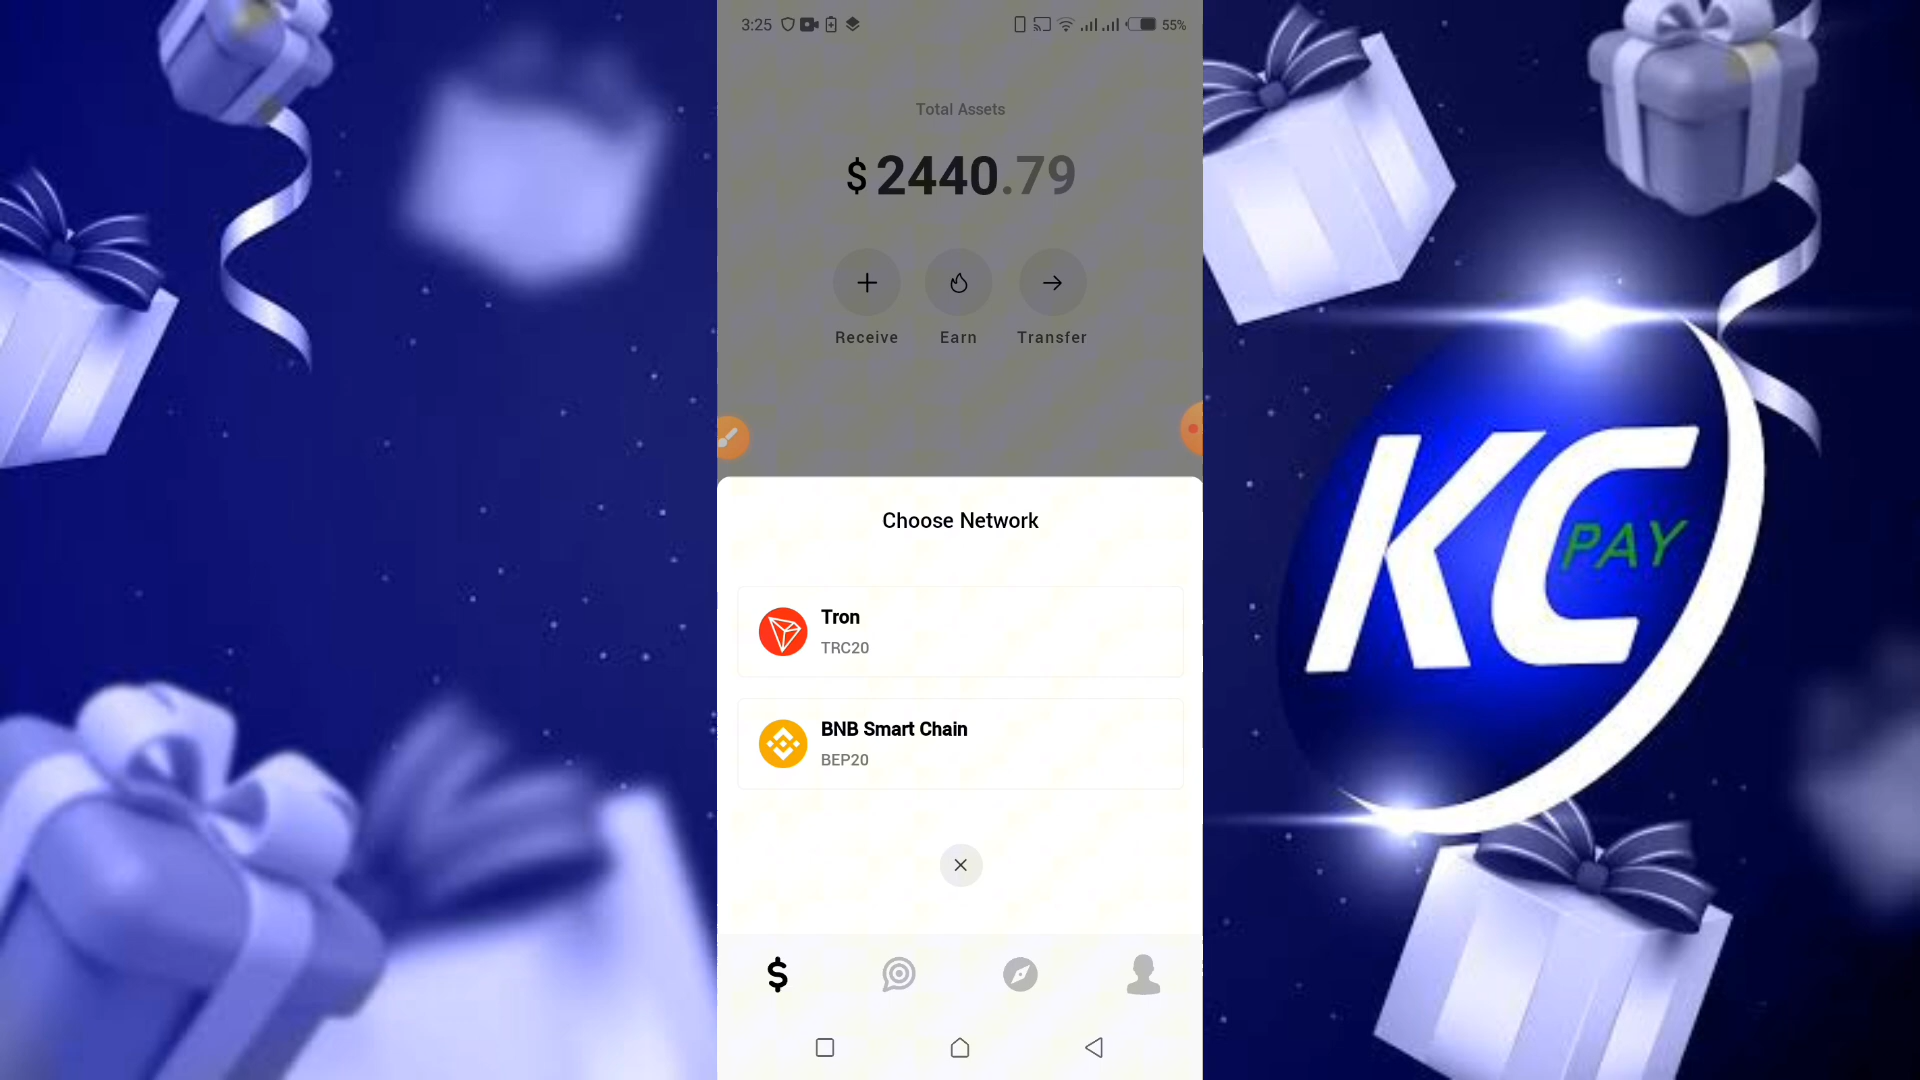 3:25
55%
Total Assets
$2440.79
Receive Earn Transfer
Choose Network
Tron
TRC20
BNB Smart Chain
BEP20
KC
PAY